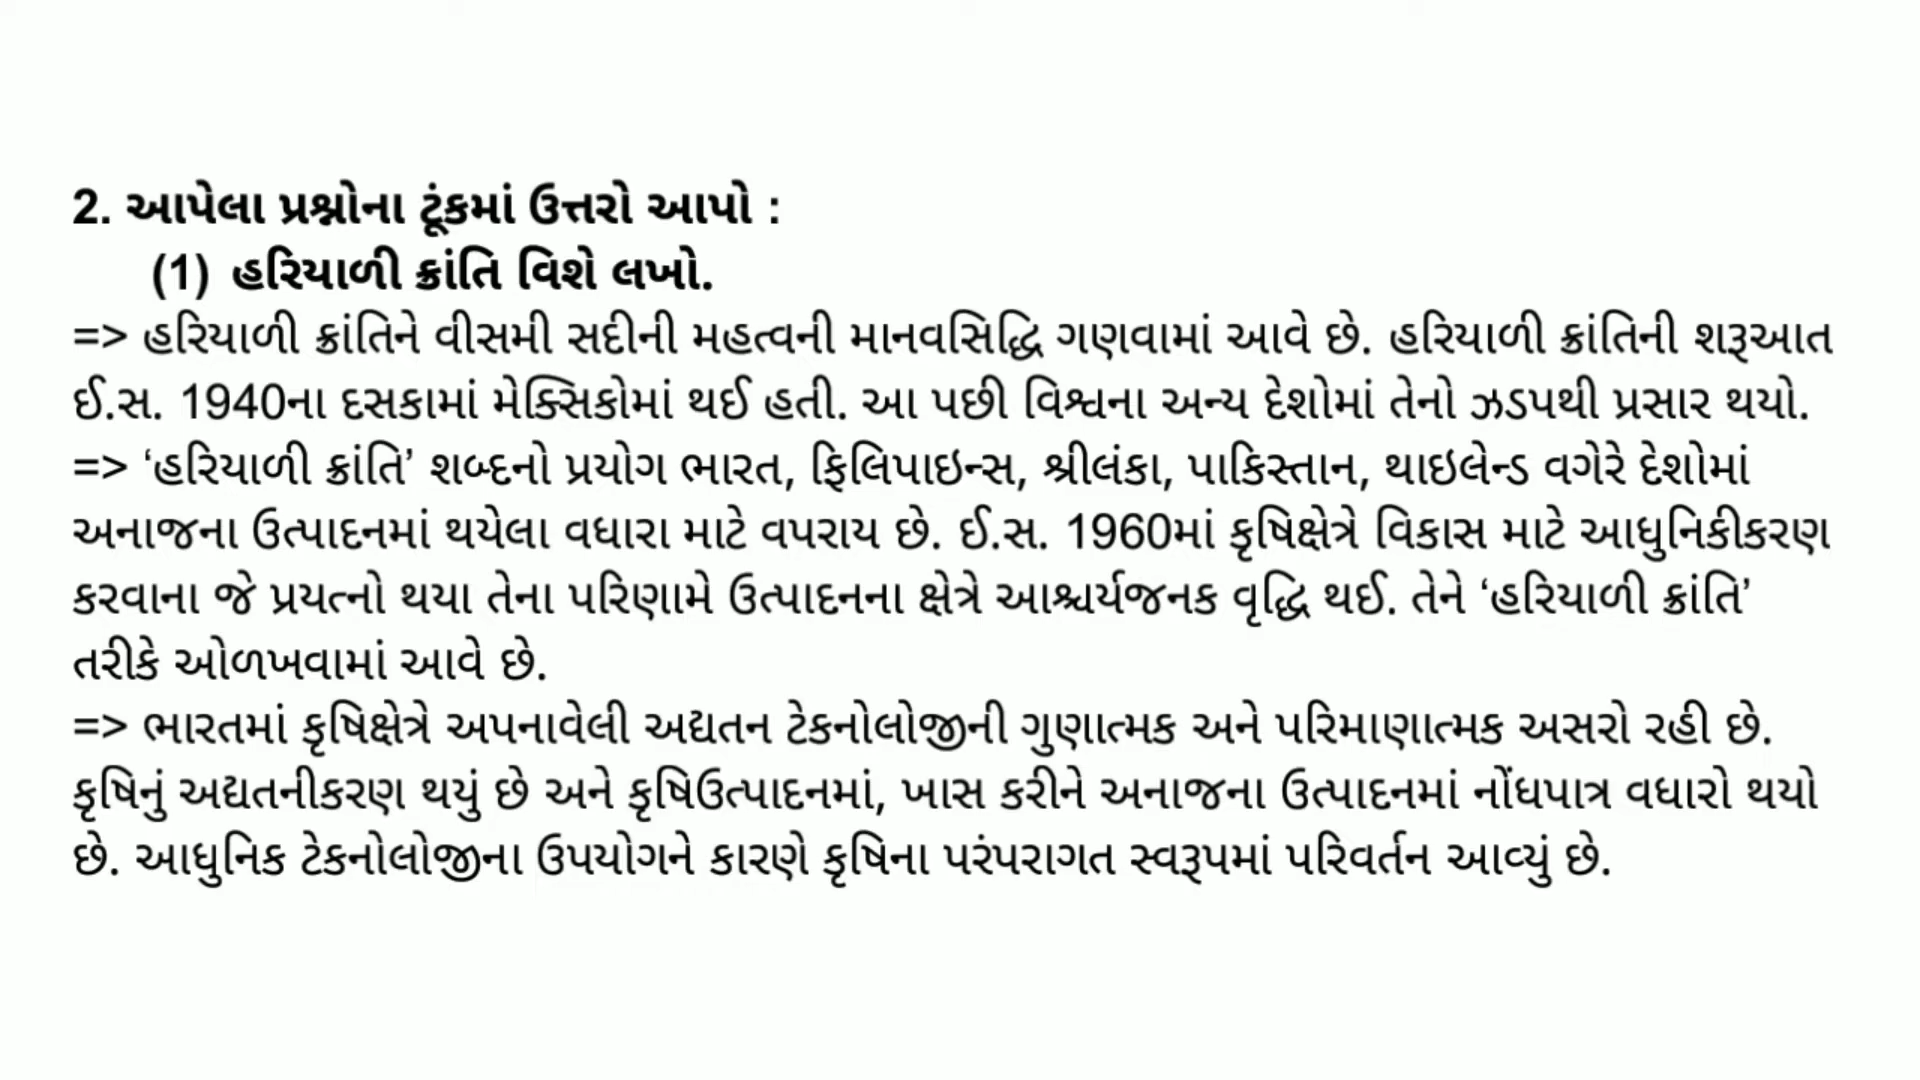 2. આપેલા પ્રશ્નોના ટૂંકમાં ઉત્તરો આપો :
(1) હરિયાળી ક્રાંતિ વિશે લખો.
=> હરિયાળી ક્રાંતિને વીસમી સદીની મહત્વની માનવસિદ્ધિ ગણવામાં આવે છે. હરિયાળી ક્રાંતિની શરૂઆત
ઈ.સ. 1940ના દસકામાં મેક્સિકોમાં થઈ હતી. આ પછી વિશ્વના અન્ય દેશોમાં તેનો ઝડપથી પ્રસાર થયો.
=> ‘હરિયાળી ક્રાંતિ’ શબ્દનો પ્રયોગ ભારત, ફિલિપાઇન્સ, શ્રીલંકા, પાકિસ્તાન, થાઇલેન્ડ વગેરે દેશોમાં
અનાજના ઉત્પાદનમાં થયેલા વધારા માટે વપરાય છે. ઈ.સ. 1960માં કૃષિક્ષેત્રે વિકાસ માટે આધુનિકીકરણ
કરવાના જે પ્રયત્નો થયા તેના પરિણામે ઉત્પાદનના ક્ષેત્રે આશ્ચર્યજનક વૃદ્ધિ થઈ. તેને ‘હરિયાળી ક્રાંતિ’
તરીકે ઓળખવામાં આવે છે.
=> ભારતમાં કૃષિક્ષેત્રે અપનાવેલી અદ્યતન ટેકનોલોજીની ગુણાત્મક અને પરિમાણાત્મક અસરો રહી છે.
કૃષિનું અદ્યતનીકરણ થયું છે અને કૃષિઉત્પાદનમાં, ખાસ કરીને અનાજના ઉત્પાદનમાં નોંધપાત્ર વધારો થયો
છે. આધુનિક ટેકનોલોજીના ઉપયોગને કારણે કૃષિના પરંપરાગત સ્વરૂપમાં પરિવર્તન આવ્યું છે.